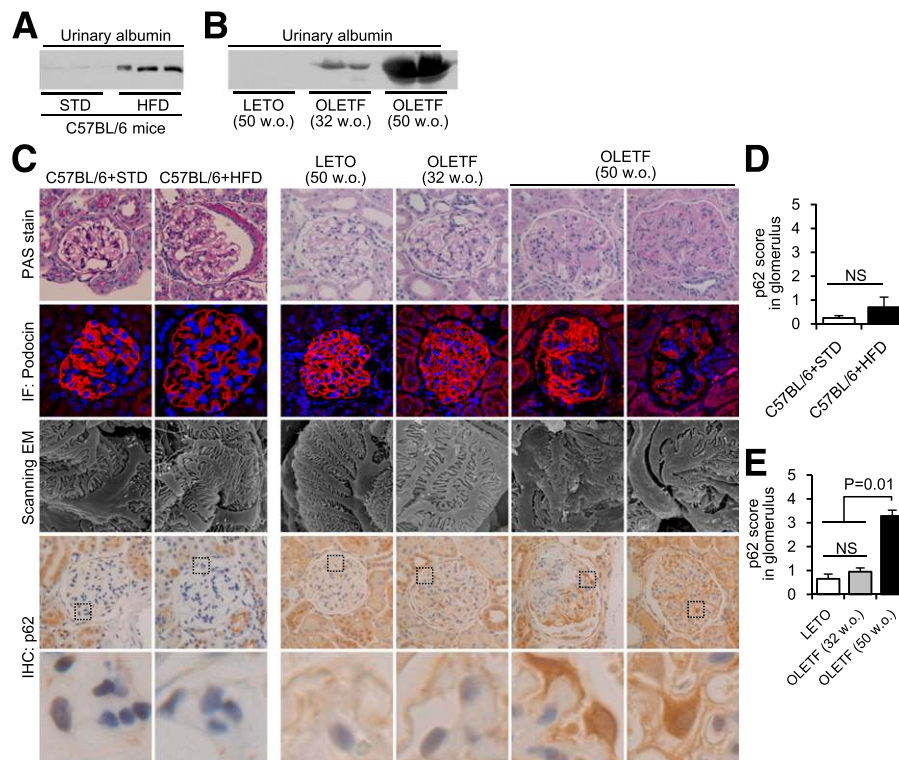 A
Urinary albumin
STD
HFD
C57BL/6 mice
B
Urinary albumin
LETO
(50 w.o.)
OLETF
(32 w.o.)
OLETF
(50 w.o.)
C
C57BL/6+STD
C57BL/6+HFD
LETO
(50 w.o.)
OLETF
(32 w.o.)
OLETF
(50 w.o.)
PAS stain
IF: Podocin
Scanning EM
IHC: p62
D
p62 score
in glomerulus
5
4
3
2
1
0
NS
C57BL/6+STD
C57BL/6+HFD
E
p62 score
in glomerulus
5
4
3
2
1
0
P=0.01
NS
LETO
OLETF (32 w.o.)
OLETF (50 w.o.)